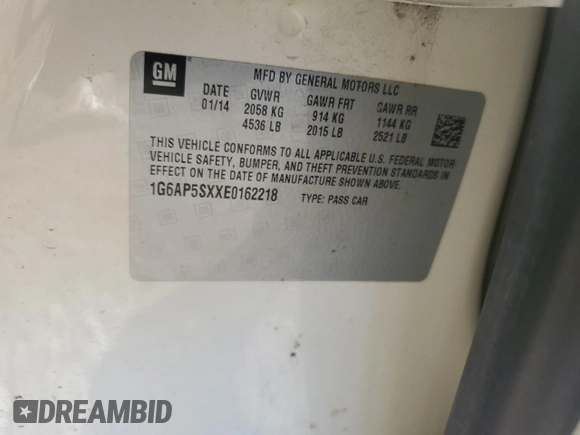 GM
MFD BY GENERAL MOTORS LLC
DATE GVWR GAWR FRT GAWR RR
01/14 2058 KG 914 KG 1144 KG
4536 LB 2015 LB 2521 LB
THIS VEHICLE CONFORMS TO ALL APPLICABLE U.S. FEDERAL MOTOR
VEHICLE SAFETY, BUMPER, AND THEFT PREVENTION STANDARDS IN
EFFECT ON THE DATE OF MANUFACTURE SHOWN ABOVE.
1G6AP5SXXE0162218 TYPE: PASS CAR
DREAMBID